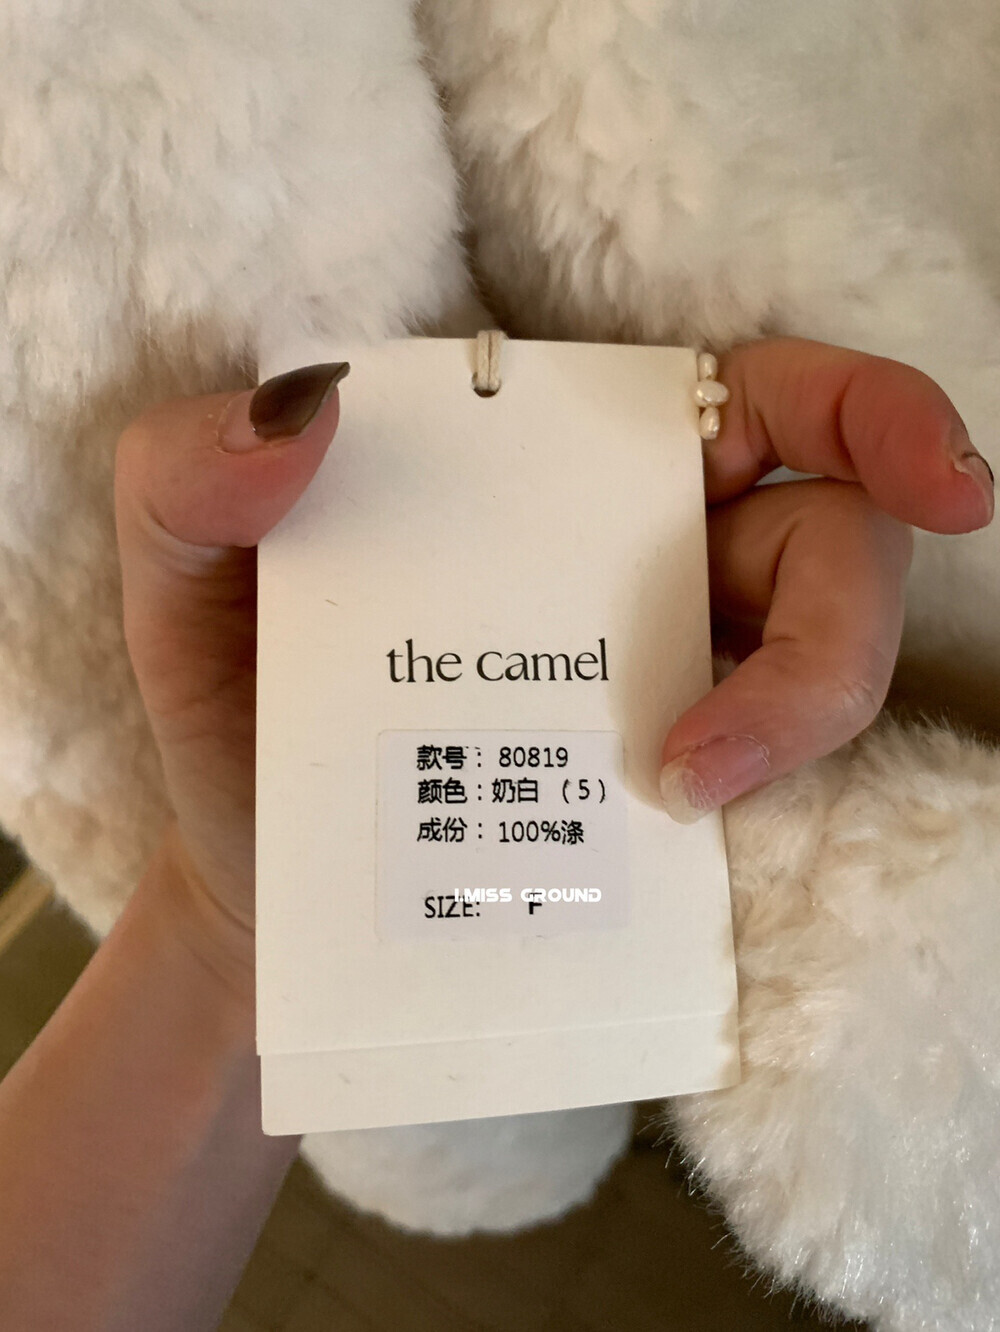 the camel
款号： 80819
颜色：奶白 （5）
成份： 100%涤
I.MISS GROUND
SIZE: F